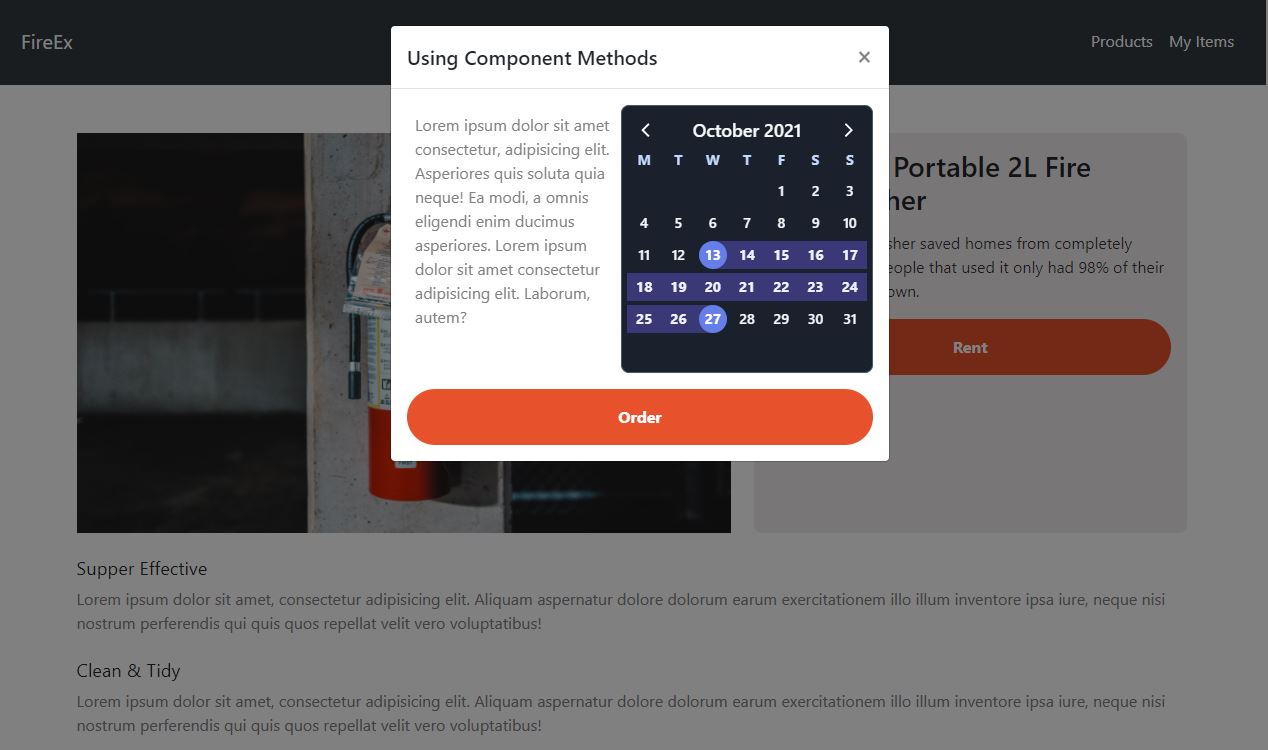 FireEx
Products My Items
Using Component Methods ×
Lorem ipsum dolor sit amet
consectetur, adipisicing elit.
Asperiores quis soluta quia
neque! Ea modi, a omnis
eligendi enim ducimus
asperiores. Lorem ipsum
dolor sit amet consectetur
adipisicing elit. Laborum,
autem?
October 2021
M T W T F S S
1 2 3
4 5 6 7 8 9 10
11 12 13 14 15 16 17
18 19 20 21 22 23 24
25 26 27 28 29 30 31
Order
Portable 2L Fire
her
sher saved homes from completely
eople that used it only had 98% of their
own.
Rent
Supper Effective
Lorem ipsum dolor sit amet, consectetur adipisicing elit. Aliquam aspernatur dolore dolorum earum exercitationem illo illum inventore ipsa iure, neque nisi
nostrum perferendis qui quis quos repellat velit vero voluptatibus!
Clean & Tidy
Lorem ipsum dolor sit amet, consectetur adipisicing elit. Aliquam aspernatur dolore dolorum earum exercitationem illo illum inventore ipsa iure, neque nisi
nostrum perferendis qui quis quos repellat velit vero voluptatibus!